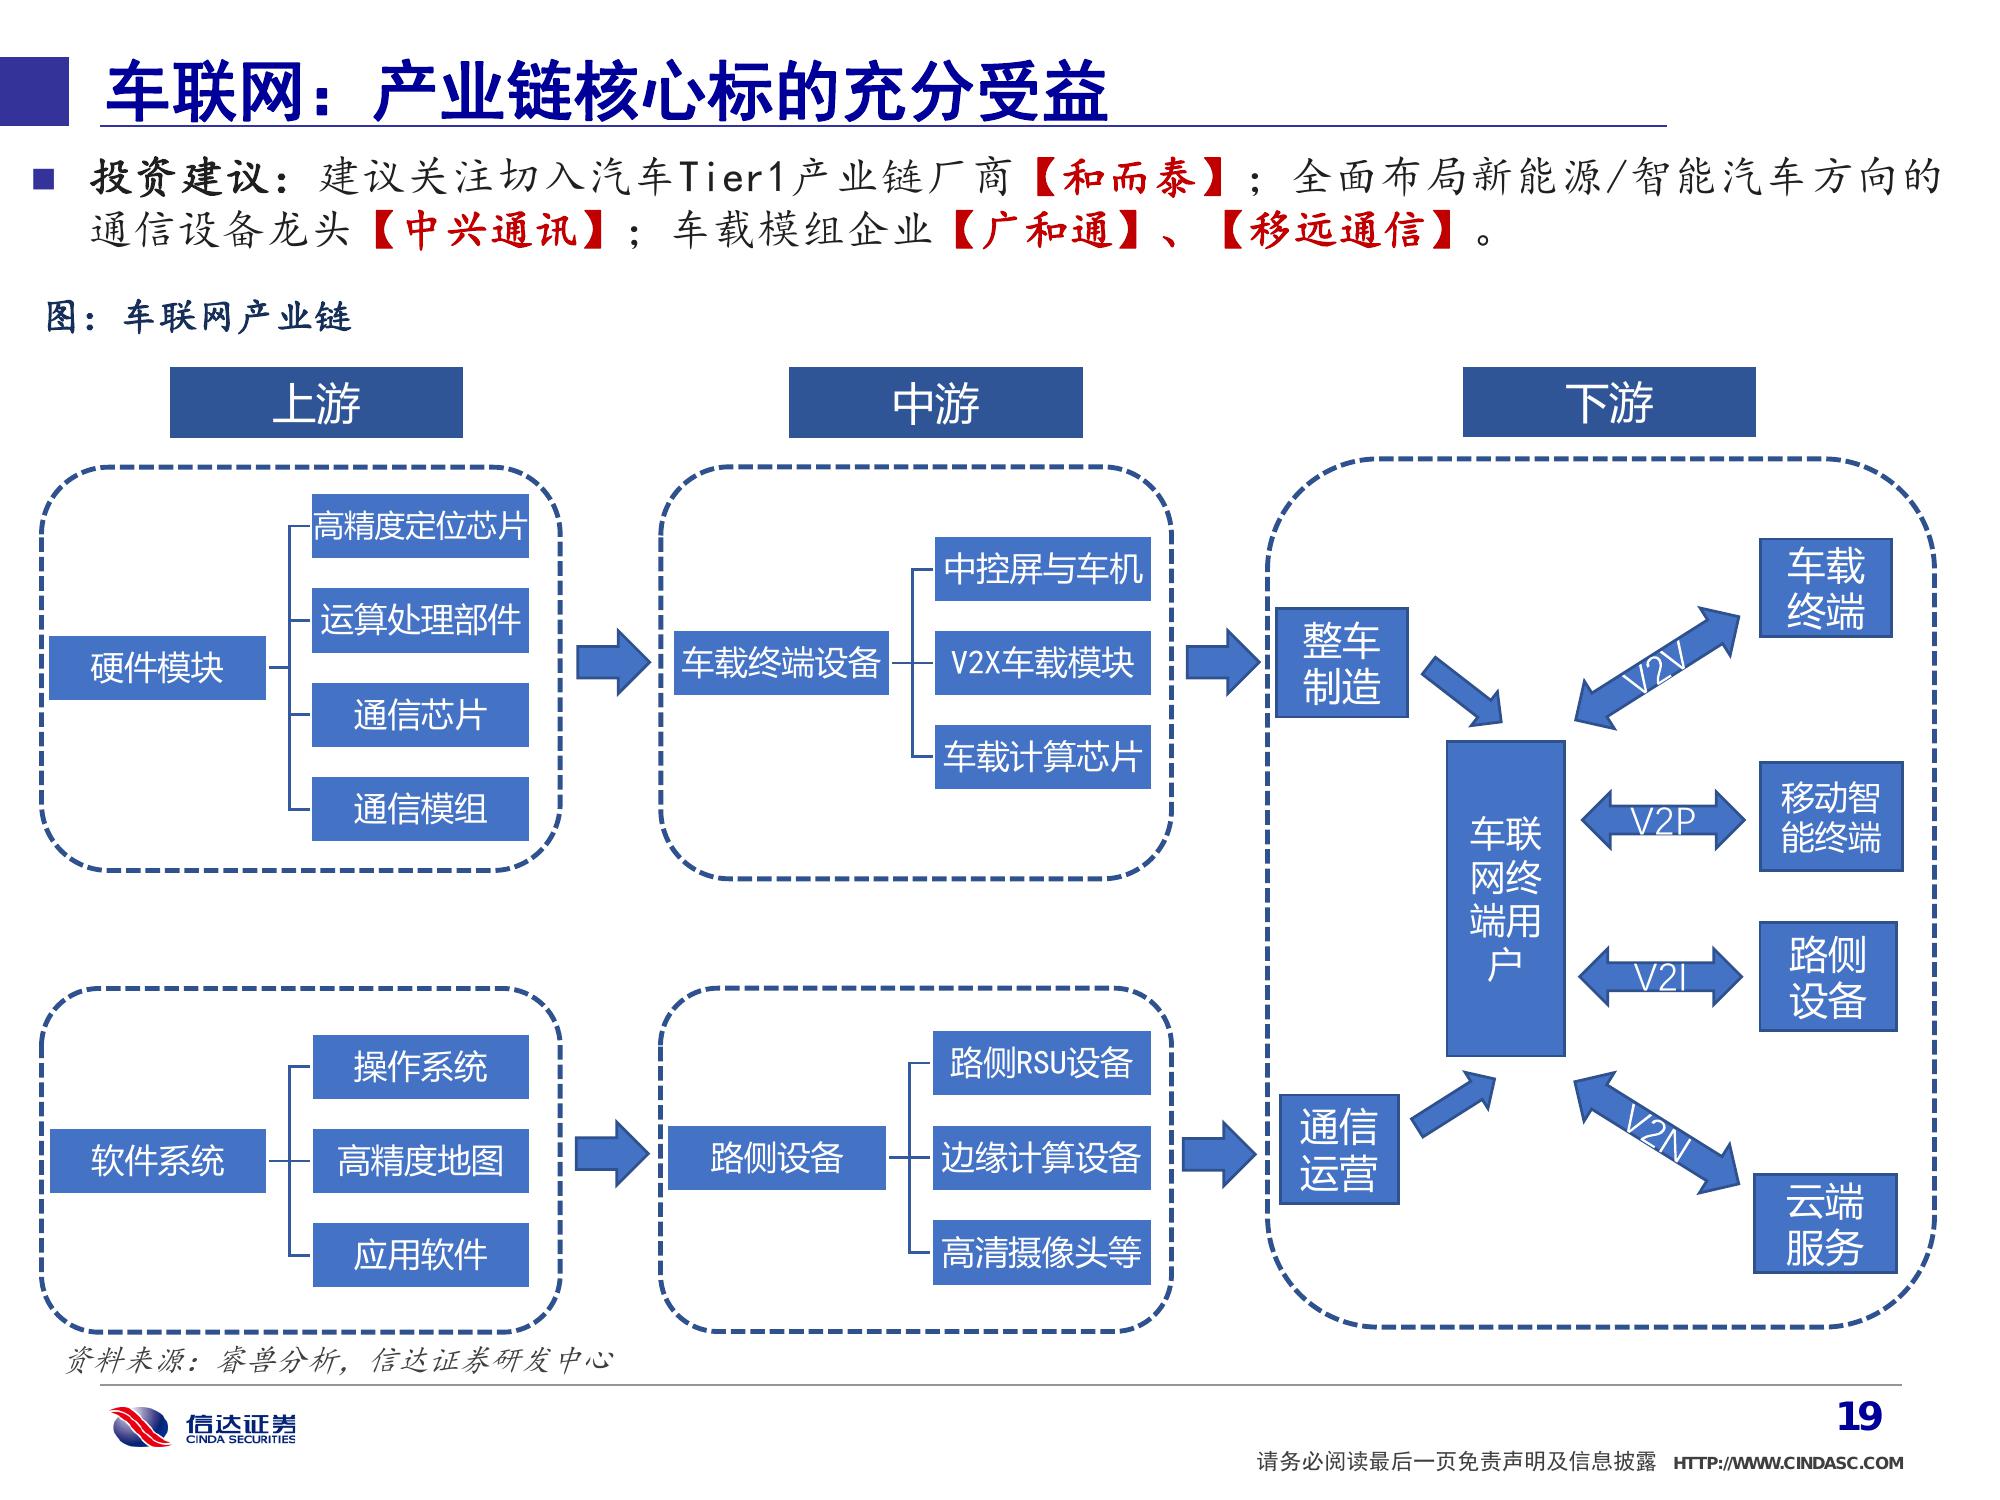 车联网：产业链核心标的充分受益
投资建议：建议关注切入汽车Tier1产业链厂商【和而泰】；全面布局新能源/智能汽车方向的
通信设备龙头【中兴通讯】；车载模组企业【广和通】、【移远通信】。
图：车联网产业链
上游
中游
下游
硬件模块
高精度定位芯片
运算处理部件
通信芯片
通信模组
车载终端设备
中控屏与车机
V2X车载模块
车载计算芯片
软件系统
操作系统
高精度地图
应用软件
路侧设备
路侧RSU设备
边缘计算设备
高清摄像头等
整车
制造
通信
运营
车联
网终
端用
户
V2V
V2P
V2I
V2N
车载
终端
移动智
能终端
路侧
设备
云端
服务
资料来源：睿兽分析，信达证券研发中心
信达证券
CINDA SECURITIES
19
请务必阅读最后一页免责声明及信息披露 HTTP://WWW.CINDASC.COM